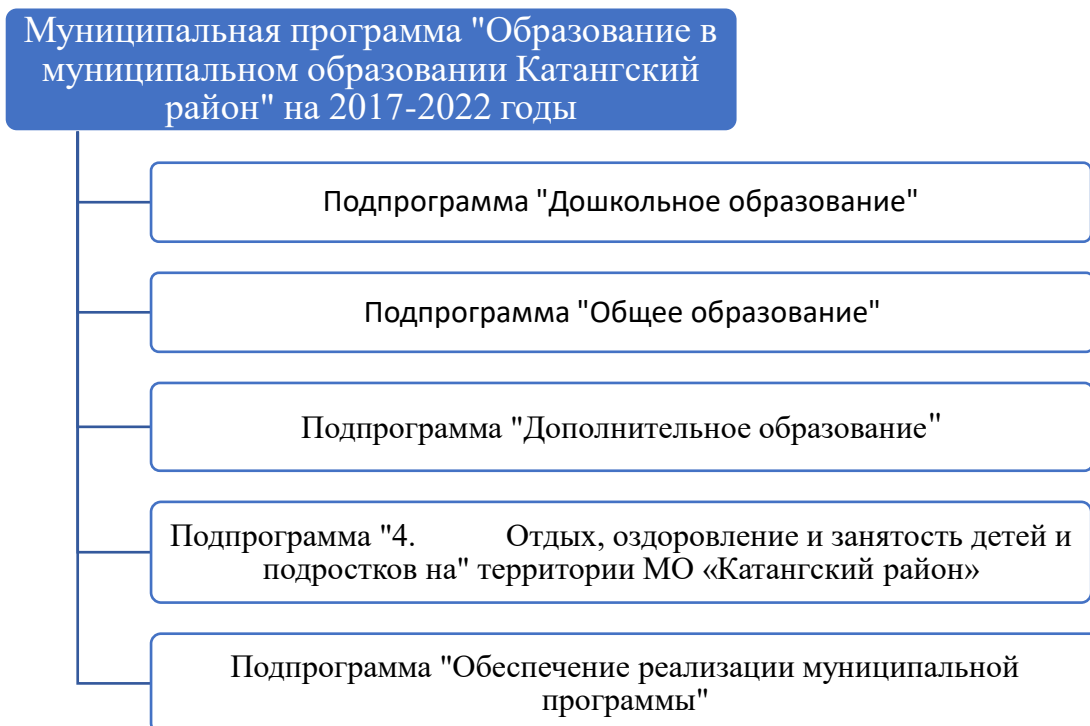 Муниципальная программа "Образование в
муниципальном образовании Катангский
район" на 2017-2022 годы
Подпрограмма "Дошкольное образование"
Подпрограмма "Общее образование"
Подпрограмма "Дополнительное образование"
Подпрограмма "4. Отдых, оздоровление и занятость детей и
подростков на" территории МО «Катангский район»
Подпрограмма "Обеспечение реализации муниципальной
программы"